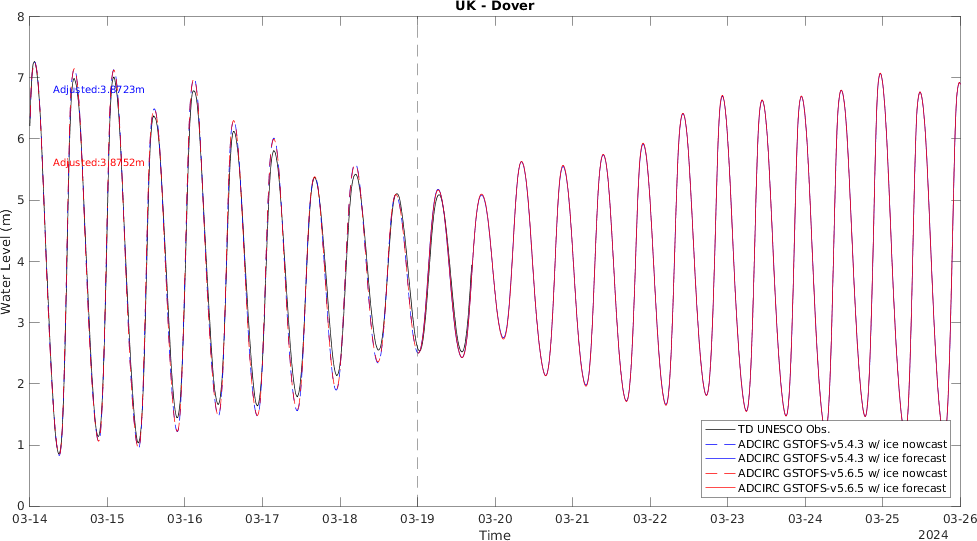 UK - Dover
8
7
6
5
4
3
2
1
0
Water Level (m)
Adjusted:3.8723m
Adjusted:3.8752m
TD UNESCO Obs.
ADCIRC GSTOFS-v5.4.3 w/ ice nowcast
ADCIRC GSTOFS-v5.4.3 w/ ice forecast
ADCIRC GSTOFS-v5.6.5 w/ ice nowcast
ADCIRC GSTOFS-v5.6.5 w/ ice forecast
03-14 03-15 03-16 03-17 03-18 03-19 03-20 03-21 03-22 03-23 03-24 03-25 03-26
Time
2024